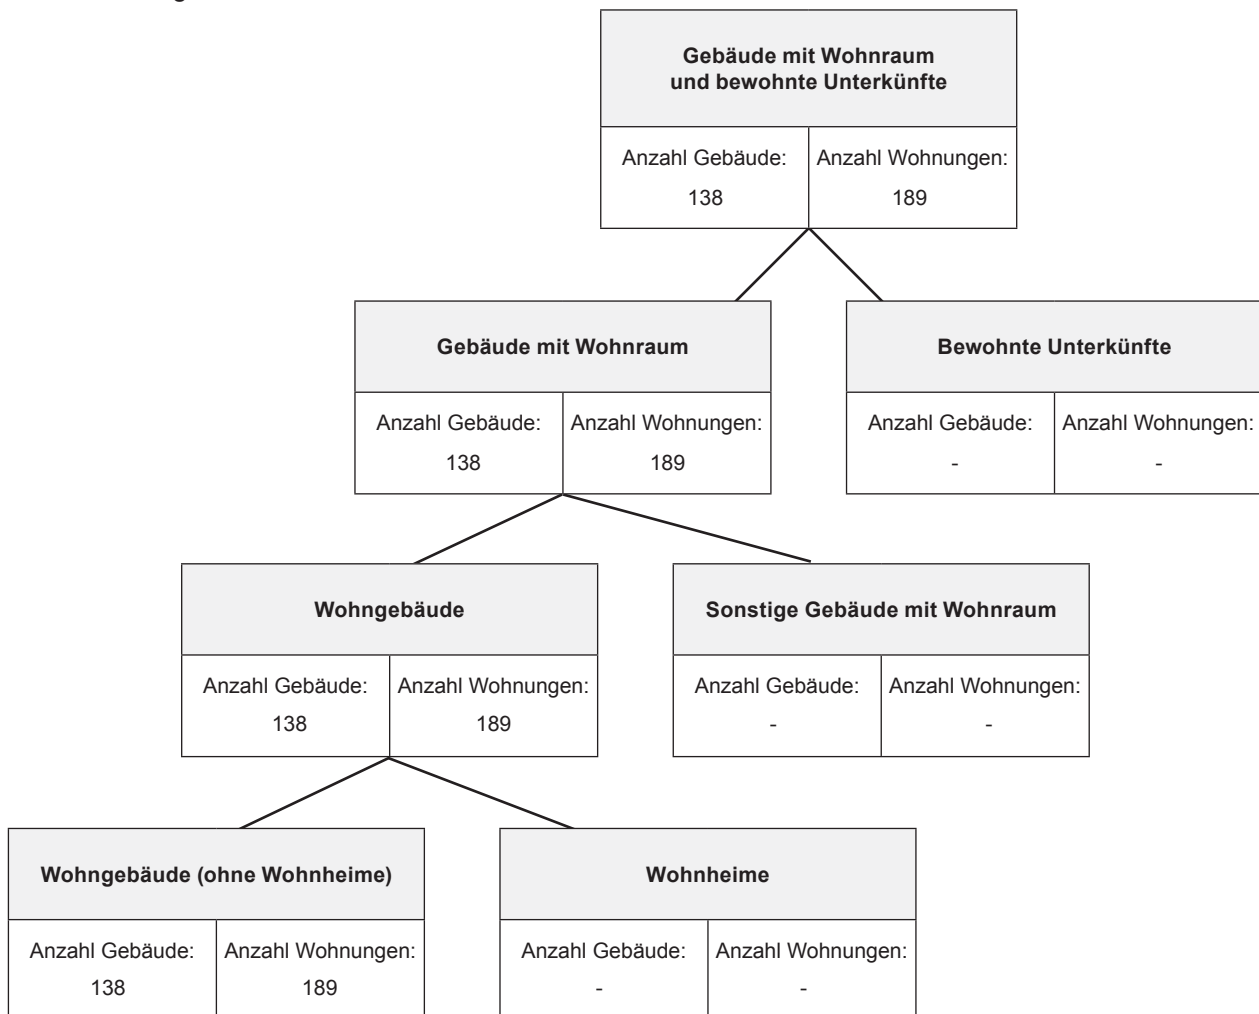 Gebäude mit Wohnraum
und bewohnte Unterkünfte
Anzahl Gebäude: Anzahl Wohnungen:
138 189
Gebäude mit Wohnraum
Anzahl Gebäude: Anzahl Wohnungen:
138 189
Bewohnte Unterkünfte
Anzahl Gebäude: Anzahl Wohnungen:
- -
Wohngebäude
Anzahl Gebäude: Anzahl Wohnungen:
138 189
Sonstige Gebäude mit Wohnraum
Anzahl Gebäude: Anzahl Wohnungen:
- -
Wohngebäude (ohne Wohnheime)
Anzahl Gebäude: Anzahl Wohnungen:
138 189
Wohnheime
Anzahl Gebäude: Anzahl Wohnungen:
- -